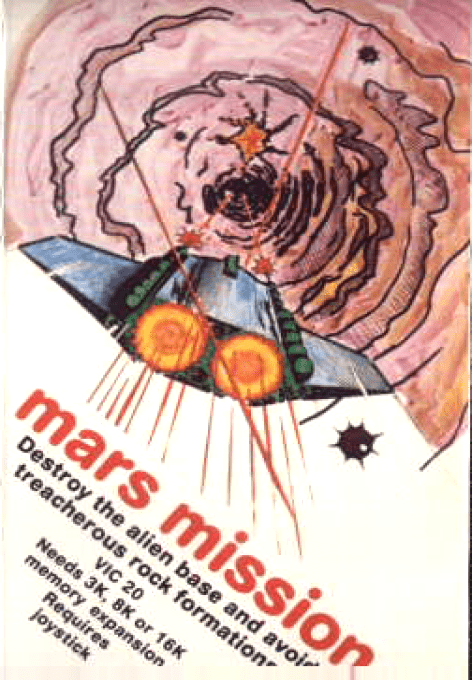 mars mission
Destroy the alien base and avoid
treacherous rock formations
VIC 20
Needs 3K, 8K or 16K
memory expansion
Requires
joystick